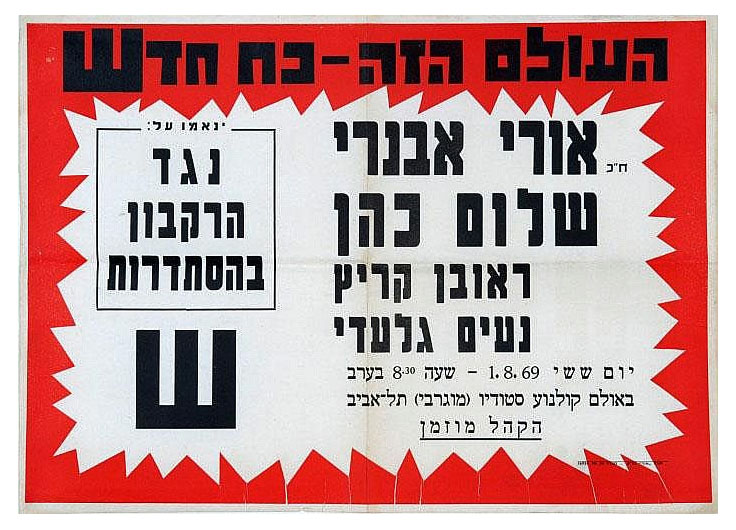 העולם הזה - כח חדש
ח"כ אורי אבנרי
שלום כהן
ראובן קריץ
נעים גלעדי
יום ששי 1.8.69 - שעה 8.30 בערב
באולם קולנוע סטודיו (מוגרבי) תל-אביב
הקהל מוזמן
ינאמו על:
נגד
הרקבון
בהסתדרות
ש